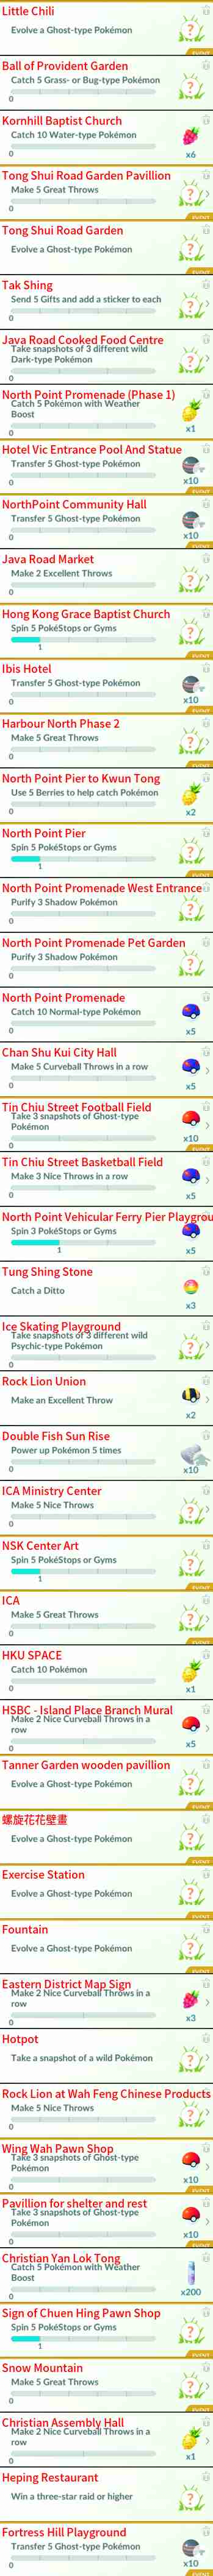 Little Chili
Evolve a Ghost-type Pokémon
?
EVENT
Ball of Provident Garden
Catch 5 Grass- or Bug-type Pokémon
?
0
Kornhill Baptist Church
Catch 10 Water-type Pokémon
0
x6
Tong Shui Road Garden Pavillion
Make 5 Great Throws
?
0
EVENT
Tong Shui Road Garden
Evolve a Ghost-type Pokémon
?
EVENT
Tak Shing
Send 5 Gifts and add a sticker to each
?
0
Java Road Cooked Food Centre
Take snapshots of 3 different wild
Dark-type Pokémon
?
0
North Point Promenade (Phase 1)
Catch 5 Pokémon with Weather
Boost
0
x1
Hotel Vic Entrance Pool And Statue
Transfer 5 Ghost-type Pokémon
0
x10
EVENT
NorthPoint Community Hall
Transfer 5 Ghost-type Pokémon
0
x10
EVENT
Java Road Market
Make 2 Excellent Throws
?
0
Hong Kong Grace Baptist Church
Spin 5 PokéStops or Gyms
?
1
EVENT
Ibis Hotel
Transfer 5 Ghost-type Pokémon
0
x10
EVENT
Harbour North Phase 2
Make 5 Great Throws
?
0
EVENT
North Point Pier to Kwun Tong
Use 5 Berries to help catch Pokémon
0
x2
North Point Pier
Spin 5 PokéStops or Gyms
?
1
EVENT
North Point Promenade West Entrance
Purify 3 Shadow Pokémon
?
0
North Point Promenade Pet Garden
Purify 3 Shadow Pokémon
?
0
North Point Promenade
Catch 10 Normal-type Pokémon
0
x5
Chan Shu Kui City Hall
Make 5 Curveball Throws in a row
0
x5
Tin Chiu Street Football Field
Take 3 snapshots of Ghost-type
Pokémon
0
x10
EVENT
Tin Chiu Street Basketball Field
Make 3 Nice Throws in a row
0
x5
North Point Vehicular Ferry Pier Playgrou
Spin 3 PokéStops or Gyms
1
x5
Tung Shing Stone
Catch a Ditto
x3
Ice Skating Playground
Take snapshots of 3 different wild
Psychic-type Pokémon
?
0
Rock Lion Union
Make an Excellent Throw
x2
Double Fish Sun Rise
Power up Pokémon 5 times
0
x10
ICA Ministry Center
Make 5 Nice Throws
?
0
NSK Center Art
Spin 5 PokéStops or Gyms
?
1
EVENT
ICA
Make 5 Great Throws
?
0
EVENT
HKU SPACE
Catch 10 Pokémon
0
x1
HSBC - Island Place Branch Mural
Make 2 Nice Curveball Throws in a
row
0
x5
Tanner Garden wooden pavillion
Evolve a Ghost-type Pokémon
?
EVENT
螺旋花花壁畫
Evolve a Ghost-type Pokémon
?
EVENT
Exercise Station
Evolve a Ghost-type Pokémon
?
EVENT
Fountain
Evolve a Ghost-type Pokémon
?
EVENT
Eastern District Map Sign
Make 2 Nice Curveball Throws in a
row
0
x3
Hotpot
Take a snapshot of a wild Pokémon
?
Rock Lion at Wah Feng Chinese Products
Make 5 Nice Throws
?
0
Wing Wah Pawn Shop
Take 3 snapshots of Ghost-type
Pokémon
0
x10
EVENT
Pavillion for shelter and rest
Take 3 snapshots of Ghost-type
Pokémon
0
x10
EVENT
Christian Yan Lok Tong
Catch 5 Pokémon with Weather
Boost
0
x200
Sign of Chuen Hing Pawn Shop
Spin 5 PokéStops or Gyms
?
1
EVENT
Snow Mountain
Make 5 Great Throws
?
0
EVENT
Christian Assembly Hall
Make 2 Nice Curveball Throws in a
row
0
x1
Heping Restaurant
Win a three-star raid or higher
?
Fortress Hill Playground
Transfer 5 Ghost-type Pokémon
0
x10
EVENT